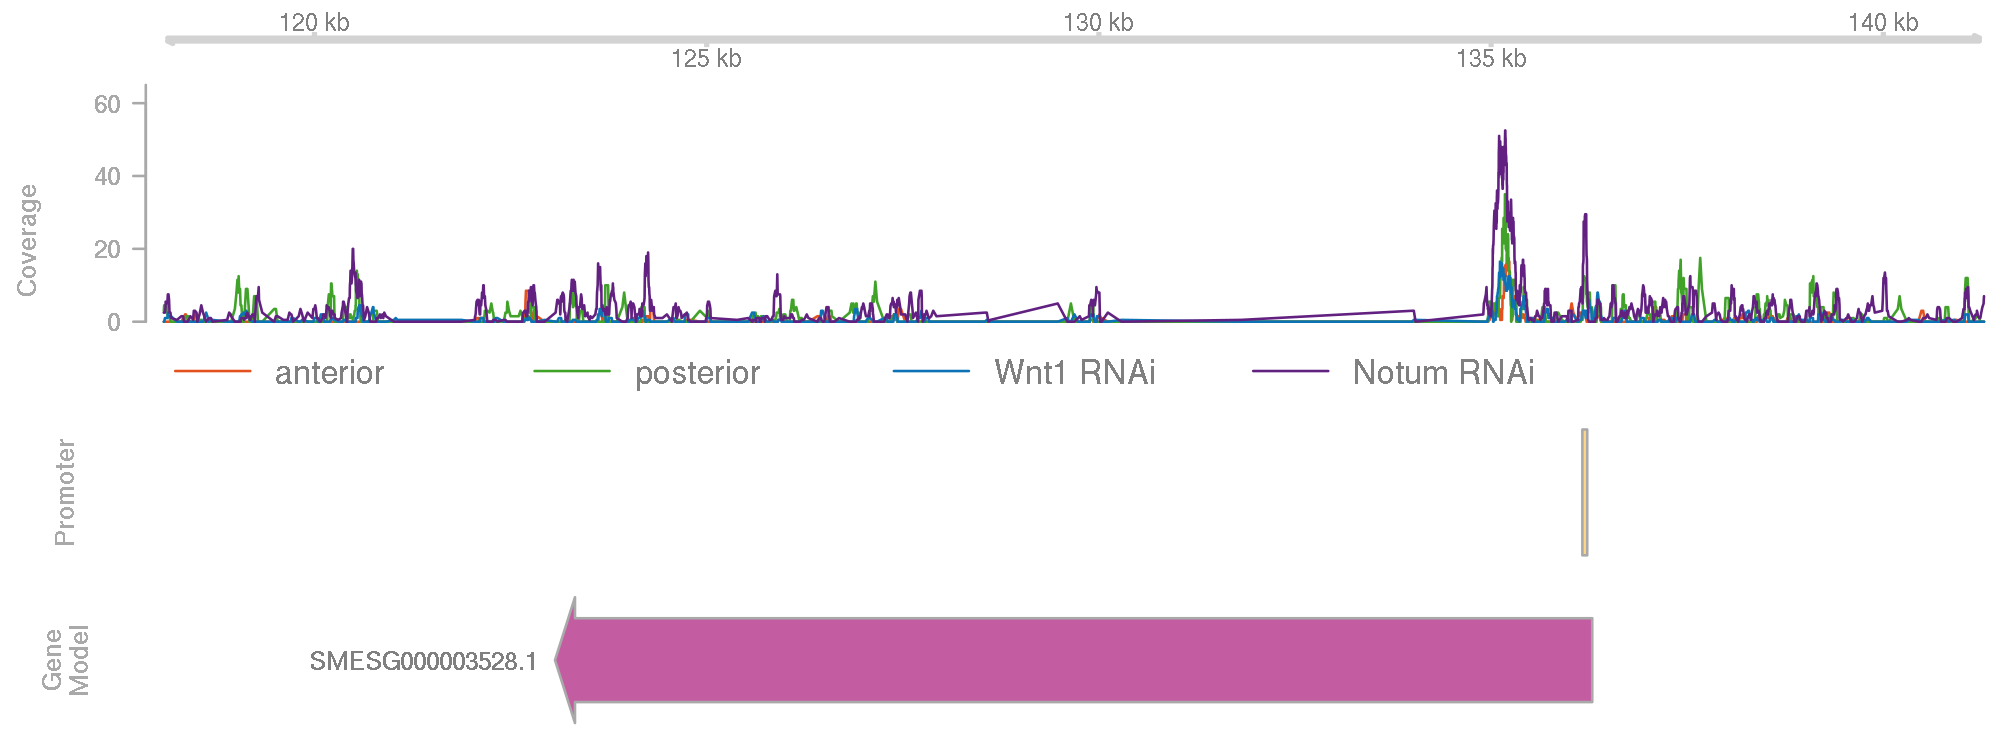 120 kb
130 kb
140 kb
125 kb
135 kb
Coverage
60
40
20
0
anterior
posterior
Wnt1 RNAi
Notum RNAi
Promoter
Gene
Model
SMESG000003528.1